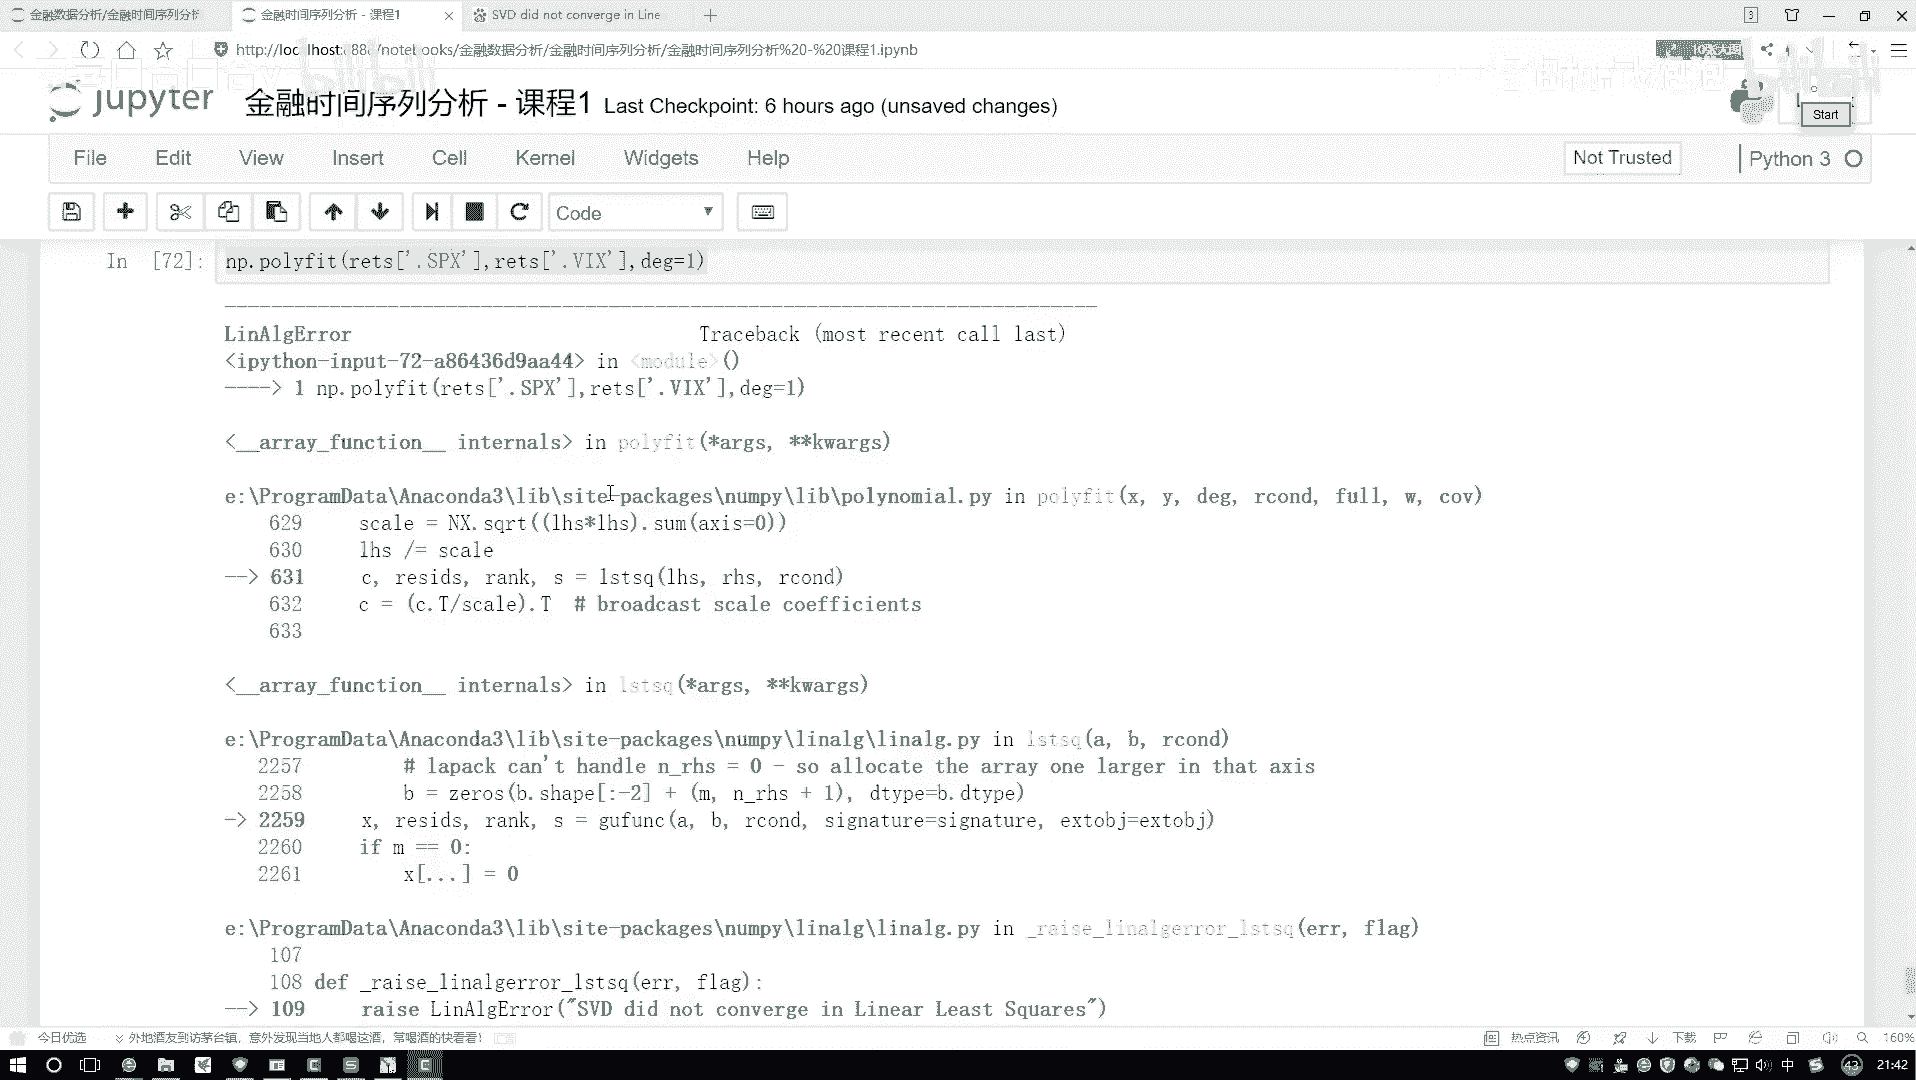 金融数据分析/金融时间序列分析
金融时间序列分析 - 课程1
SVD did not converge in Line
3
http://localhost:888/notebooks/金融数据分析/金融时间序列分析/金融时间序列分析%20-%20课程1.ipynb
bilibili
bilibili
jupyter
金融时间序列分析 - 课程1 Last Checkpoint: 6 hours ago (unsaved changes)
Start
File Edit View Insert Cell Kernel Widgets Help
Not Trusted
Python 3
Code
In [72]: np.polyfit(rets['.SPX'],rets['.VIX'],deg=1)
---------------------------------------------------------------------------
LinAlgError Traceback (most recent call last)
<ipython-input-72-a86436d9aa44> in <module>()
----> 1 np.polyfit(rets['.SPX'],rets['.VIX'],deg=1)
<__array_function__ internals> in polyfit(*args, **kwargs)
e:\ProgramData\Anaconda3\lib\site-packages\numpy\lib\polynomial.py in polyfit(x, y, deg, rcond, full, w, cov)
629 scale = NX.sqrt((lhs*lhs).sum(axis=0))
630 lhs /= scale
--> 631 c, resids, rank, s = lstsq(lhs, rhs, rcond)
632 c = (c.T/scale).T # broadcast scale coefficients
633
<__array_function__ internals> in lstsq(*args, **kwargs)
e:\ProgramData\Anaconda3\lib\site-packages\numpy\linalg\linalg.py in lstsq(a, b, rcond)
2257 # lapack can't handle n_rhs = 0 - so allocate the array one larger in that axis
2258 b = zeros(b.shape[:-2] + (m, n_rhs + 1), dtype=b.dtype)
-> 2259 x, resids, rank, s = gufunc(a, b, rcond, signature=signature, extobj=extobj)
2260 if m == 0:
2261 x[...] = 0
e:\ProgramData\Anaconda3\lib\site-packages\numpy\linalg\linalg.py in _raise_linalgerror_lstsq(err, flag)
107
108 def _raise_linalgerror_lstsq(err, flag):
--> 109 raise LinAlgError("SVD did not converge in Linear Least Squares")
今日优选
外地酒友到访茅台镇，意外发现当地人都喝这酒，常喝酒的快看看！
热点资讯
下载
160%
中
43
21:42